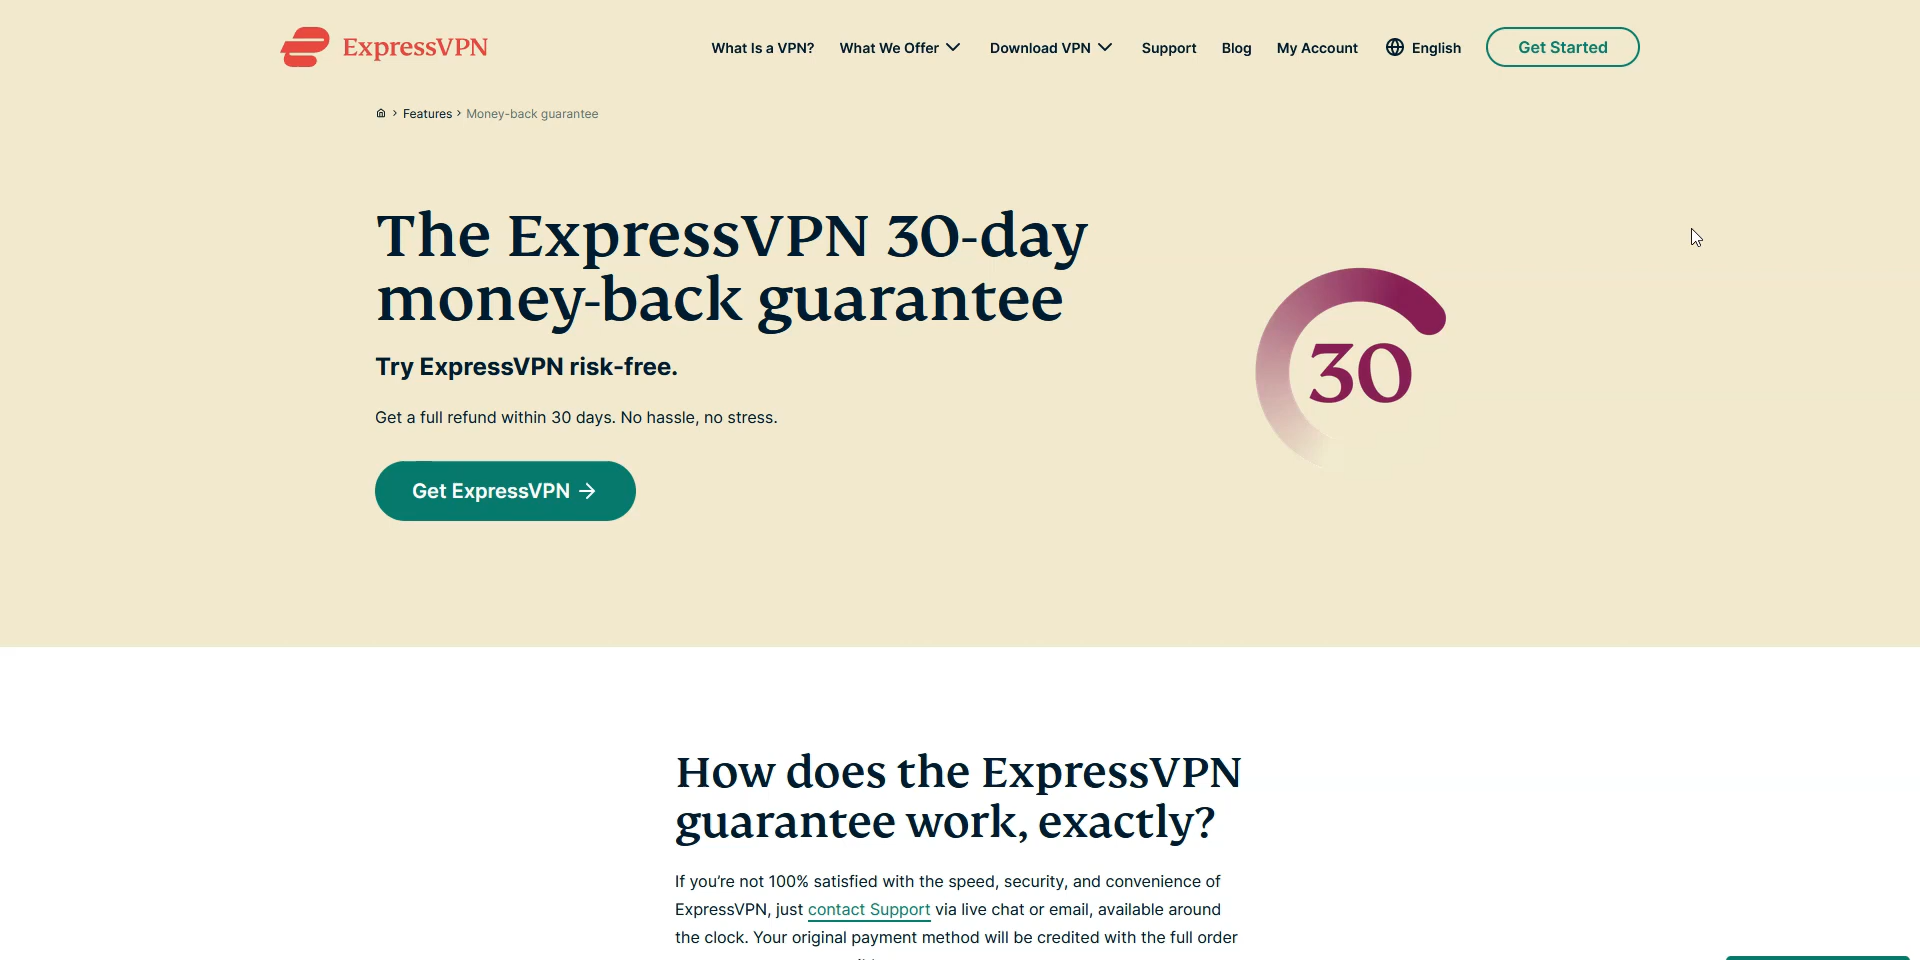 ExpressVPN
What Is a VPN? What We Offer Download VPN Support Blog My Account English Get Started
Features > Money-back guarantee
The ExpressVPN 30-day
money-back guarantee
Try ExpressVPN risk-free.
Get a full refund within 30 days. No hassle, no stress.
Get ExpressVPN →
30
How does the ExpressVPN
guarantee work, exactly?
If you’re not 100% satisfied with the speed, security, and convenience of
ExpressVPN, just contact Support via live chat or email, available around
the clock. Your original payment method will be credited with the full order